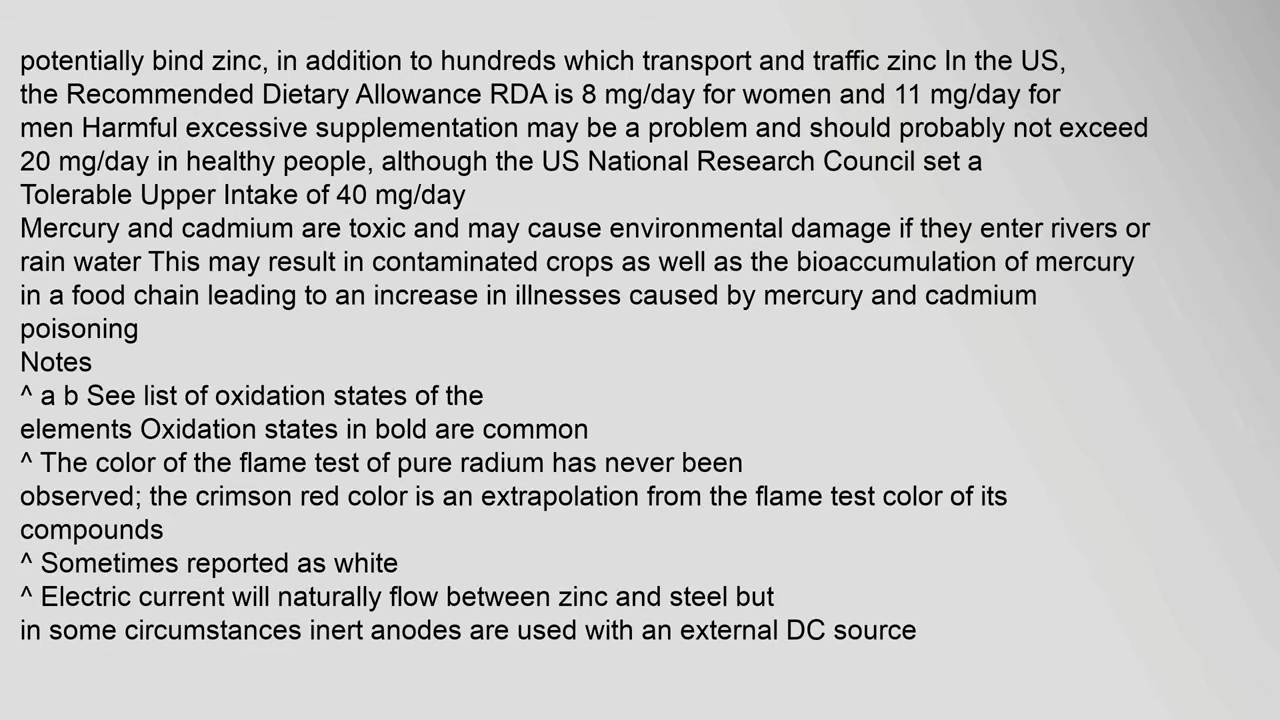 potentially bind zinc, in addition to hundreds which transport and traffic zinc In the US,
the Recommended Dietary Allowance RDA is 8 mg/day for women and 11 mg/day for
men Harmful excessive supplementation may be a problem and should probably not exceed
20 mg/day in healthy people, although the US National Research Council set a
Tolerable Upper Intake of 40 mg/day
Mercury and cadmium are toxic and may cause environmental damage if they enter rivers or
rain water This may result in contaminated crops as well as the bioaccumulation of mercury
in a food chain leading to an increase in illnesses caused by mercury and cadmium
poisoning
Notes
^ a b See list of oxidation states of the
elements Oxidation states in bold are common
^ The color of the flame test of pure radium has never been
observed; the crimson red color is an extrapolation from the flame test color of its
compounds
^ Sometimes reported as white
^ Electric current will naturally flow between zinc and steel but
in some circumstances inert anodes are used with an external DC source